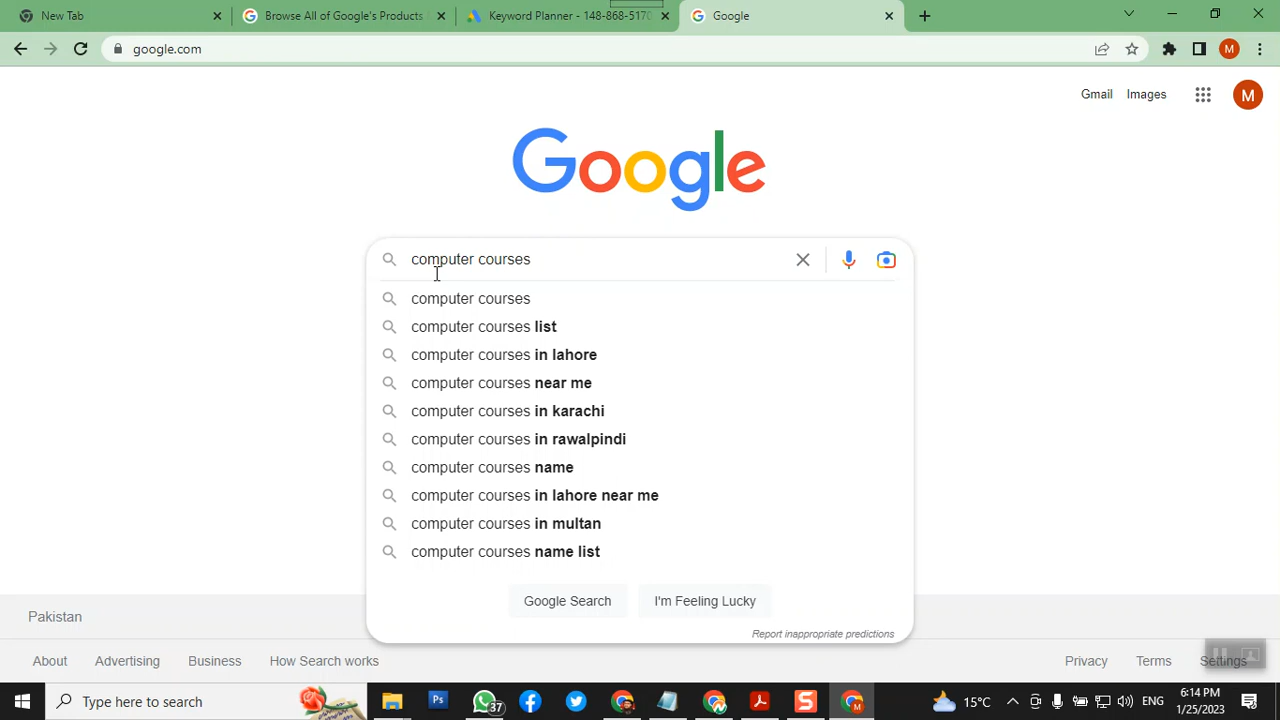 New Tab
Browse All of Google's Products
Keyword Planner - 148-868-5170
Google
google.com
M
Gmail
Images
M
Google
computer courses
computer courses
computer courses list
computer courses in lahore
computer courses near me
computer courses in karachi
computer courses in rawalpindi
computer courses name
computer courses in lahore near me
computer courses in multan
computer courses name list
Google Search
I'm Feeling Lucky
Report inappropriate predictions
Pakistan
About
Advertising
Business
How Search works
Privacy
Terms
Settings
Type here to search
Ps
37
S
M
15°C
ENG
6:14 PM
1/25/2023